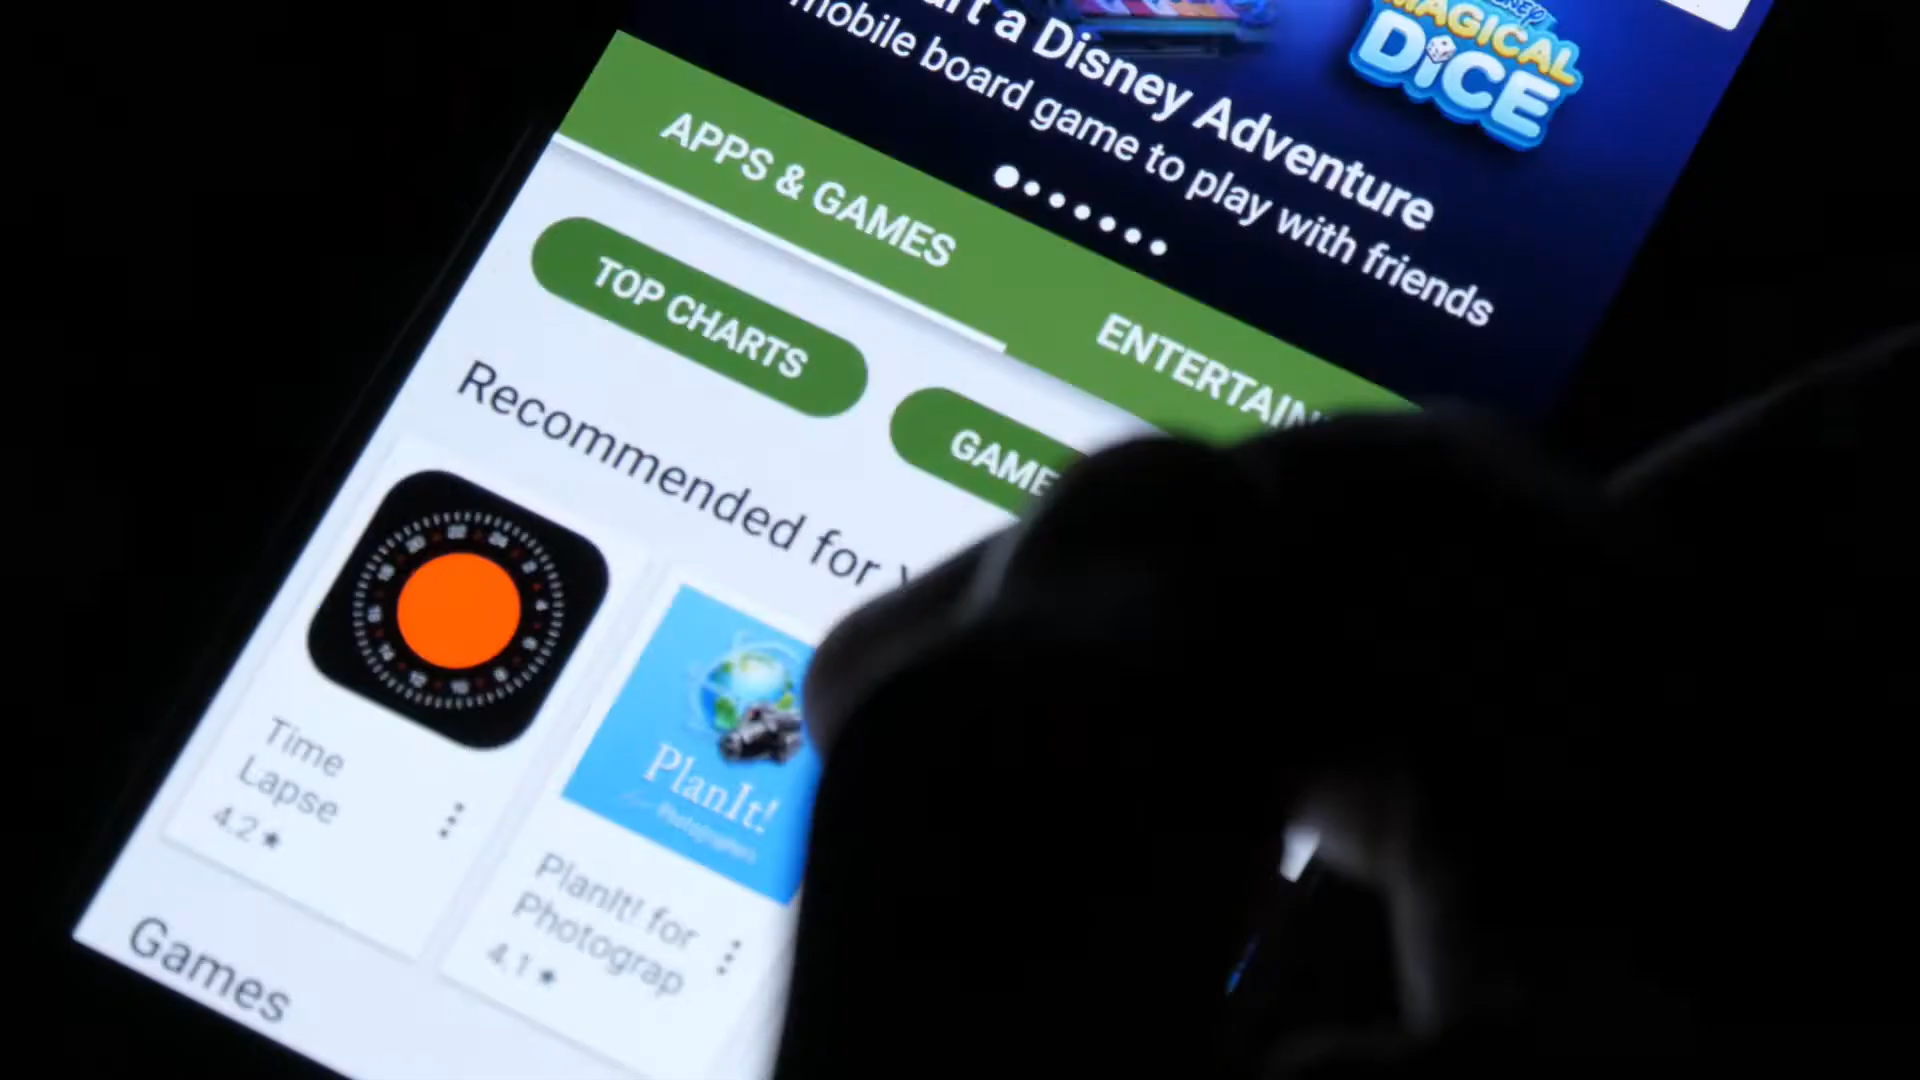 DISNEP
MAGICAL
DiCE
a Disney Adventure
mobile board game to play with friends
APPS & GAMES
ENTERTAIN
TOP CHARTS
GAME
Recommended for
PlanIt!
Time
Lapse
4.2 ★
PlanIt! for
Photograp
4.1 ★
Games